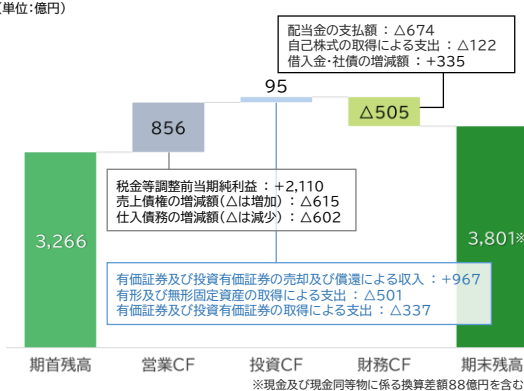 (単位:億円)
配当金の支払額 : △674
自己株式の取得による支出 : △122
借入金・社債の増減額 : +335
95
856
△505
税金等調整前当期純利益 : +2,110
売上債権の増減額(△は増加) : △615
仕入債務の増減額(△は減少) : △602
3,266
3,801※
有価証券及び投資有価証券の売却及び償還による収入 : +967
有形及び無形固定資産の取得による支出 : △501
有価証券及び投資有価証券の取得による支出 : △337
期首残高 営業CF 投資CF 財務CF 期末残高
※現金及び現金同等物に係る換算差額88億円を含む